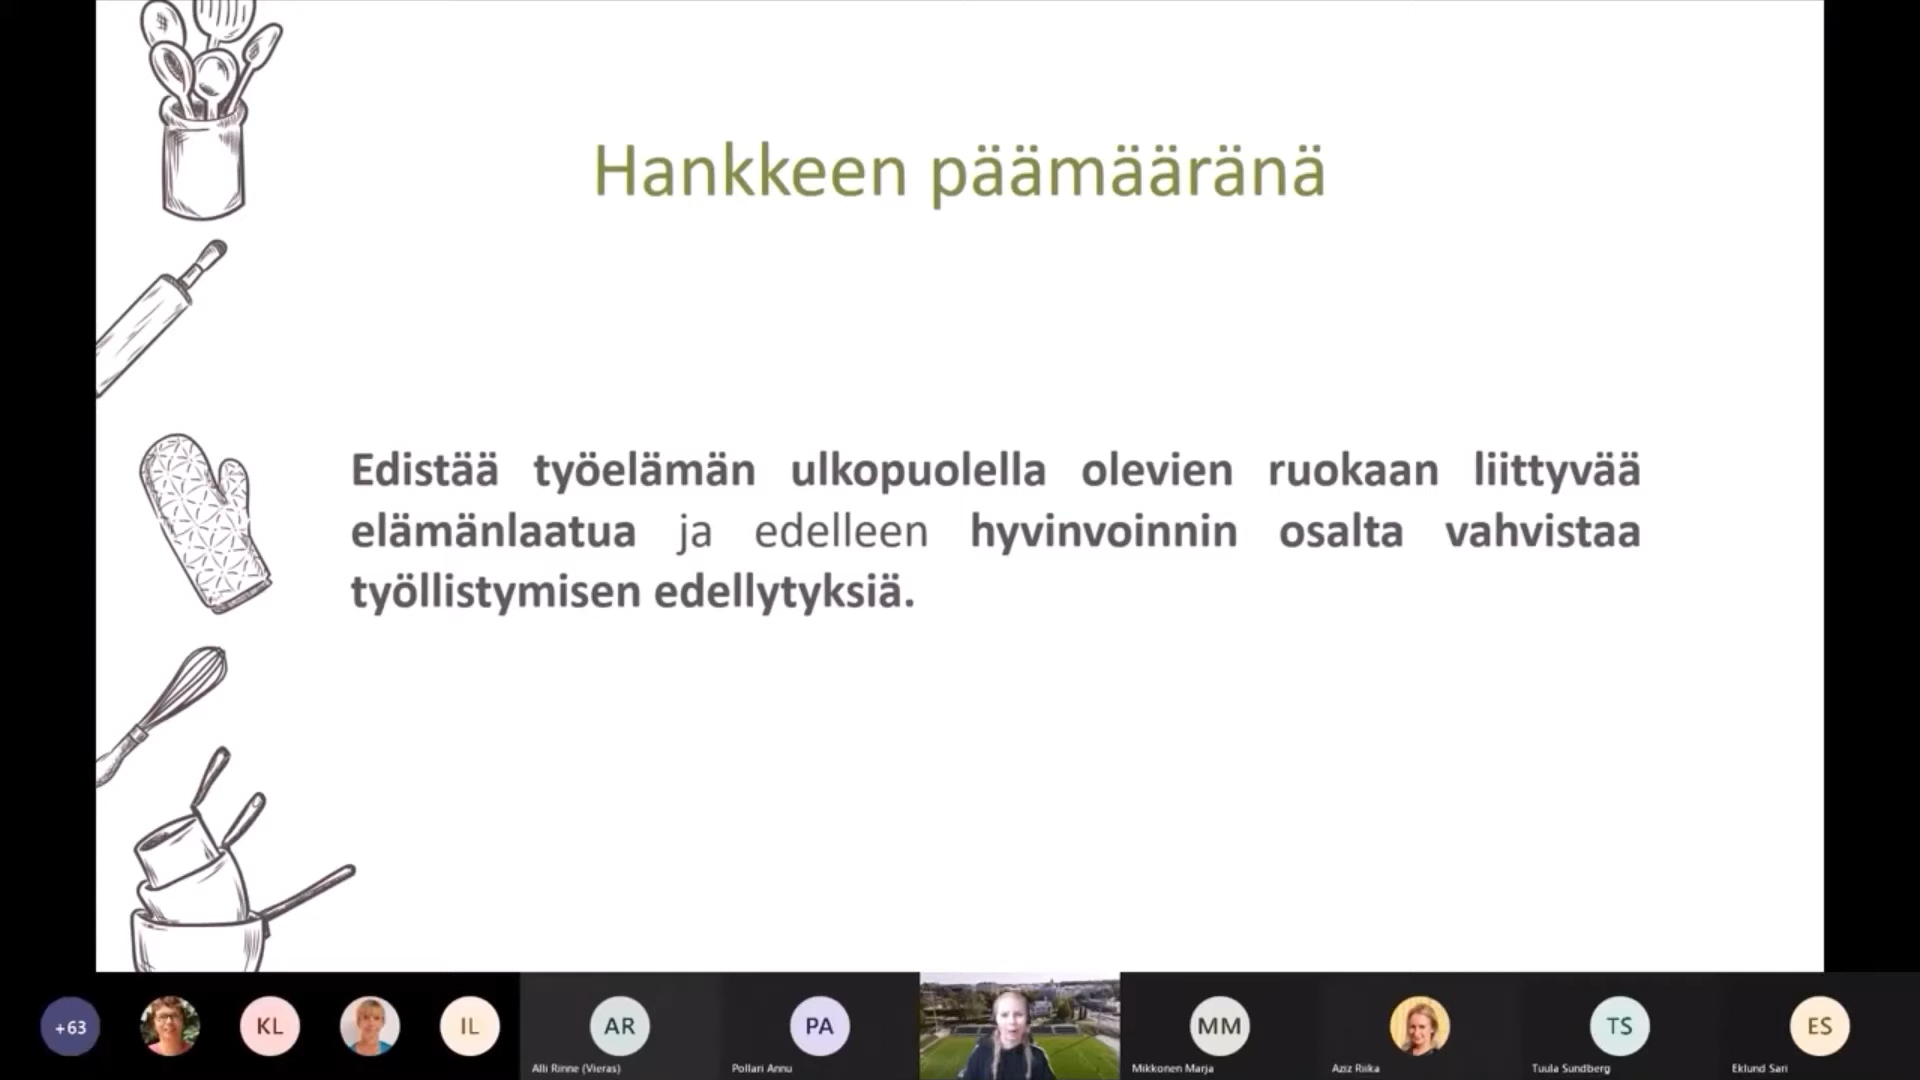 Hankkeen päämääränä
Edistää työelämän ulkopuolella olevien ruokaan liittyvää
elämänlaatua ja edelleen hyvinvoinnin osalta vahvistaa
työllistymisen edellytyksiä.
+63
KL
IL
AR
PA
MM
TS
ES
Alli Rinne (Vieras)
Pollari Annu
Mikkonen Marja
Aziz Riika
Tuula Sundberg
Eklund Sari